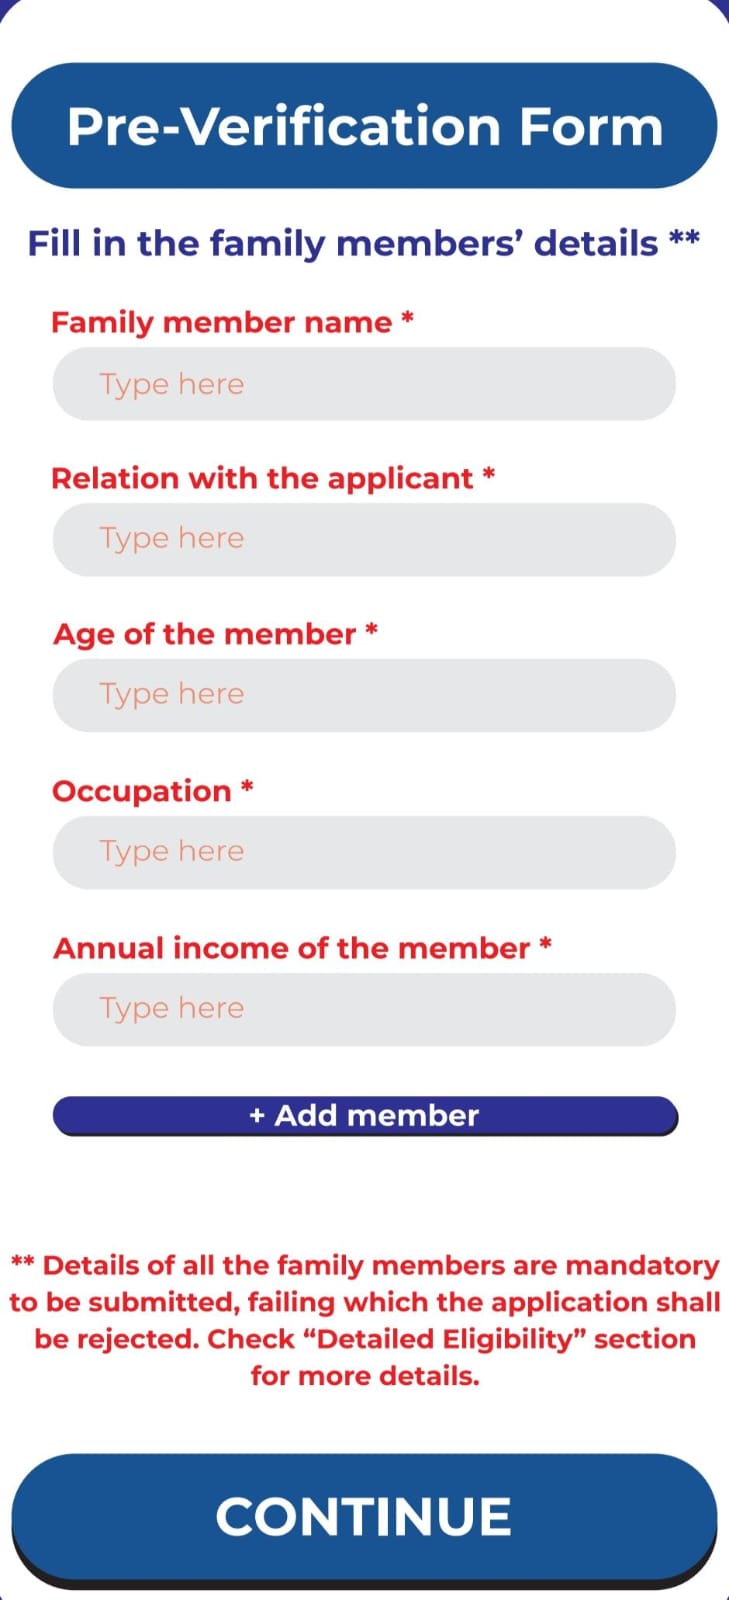 Pre-Verification Form
Fill in the family members’ details **
Family member name *
Type here
Relation with the applicant *
Type here
Age of the member *
Type here
Occupation *
Type here
Annual income of the member *
Type here
+ Add member
** Details of all the family members are mandatory
to be submitted, failing which the application shall
be rejected. Check “Detailed Eligibility” section
for more details.
CONTINUE